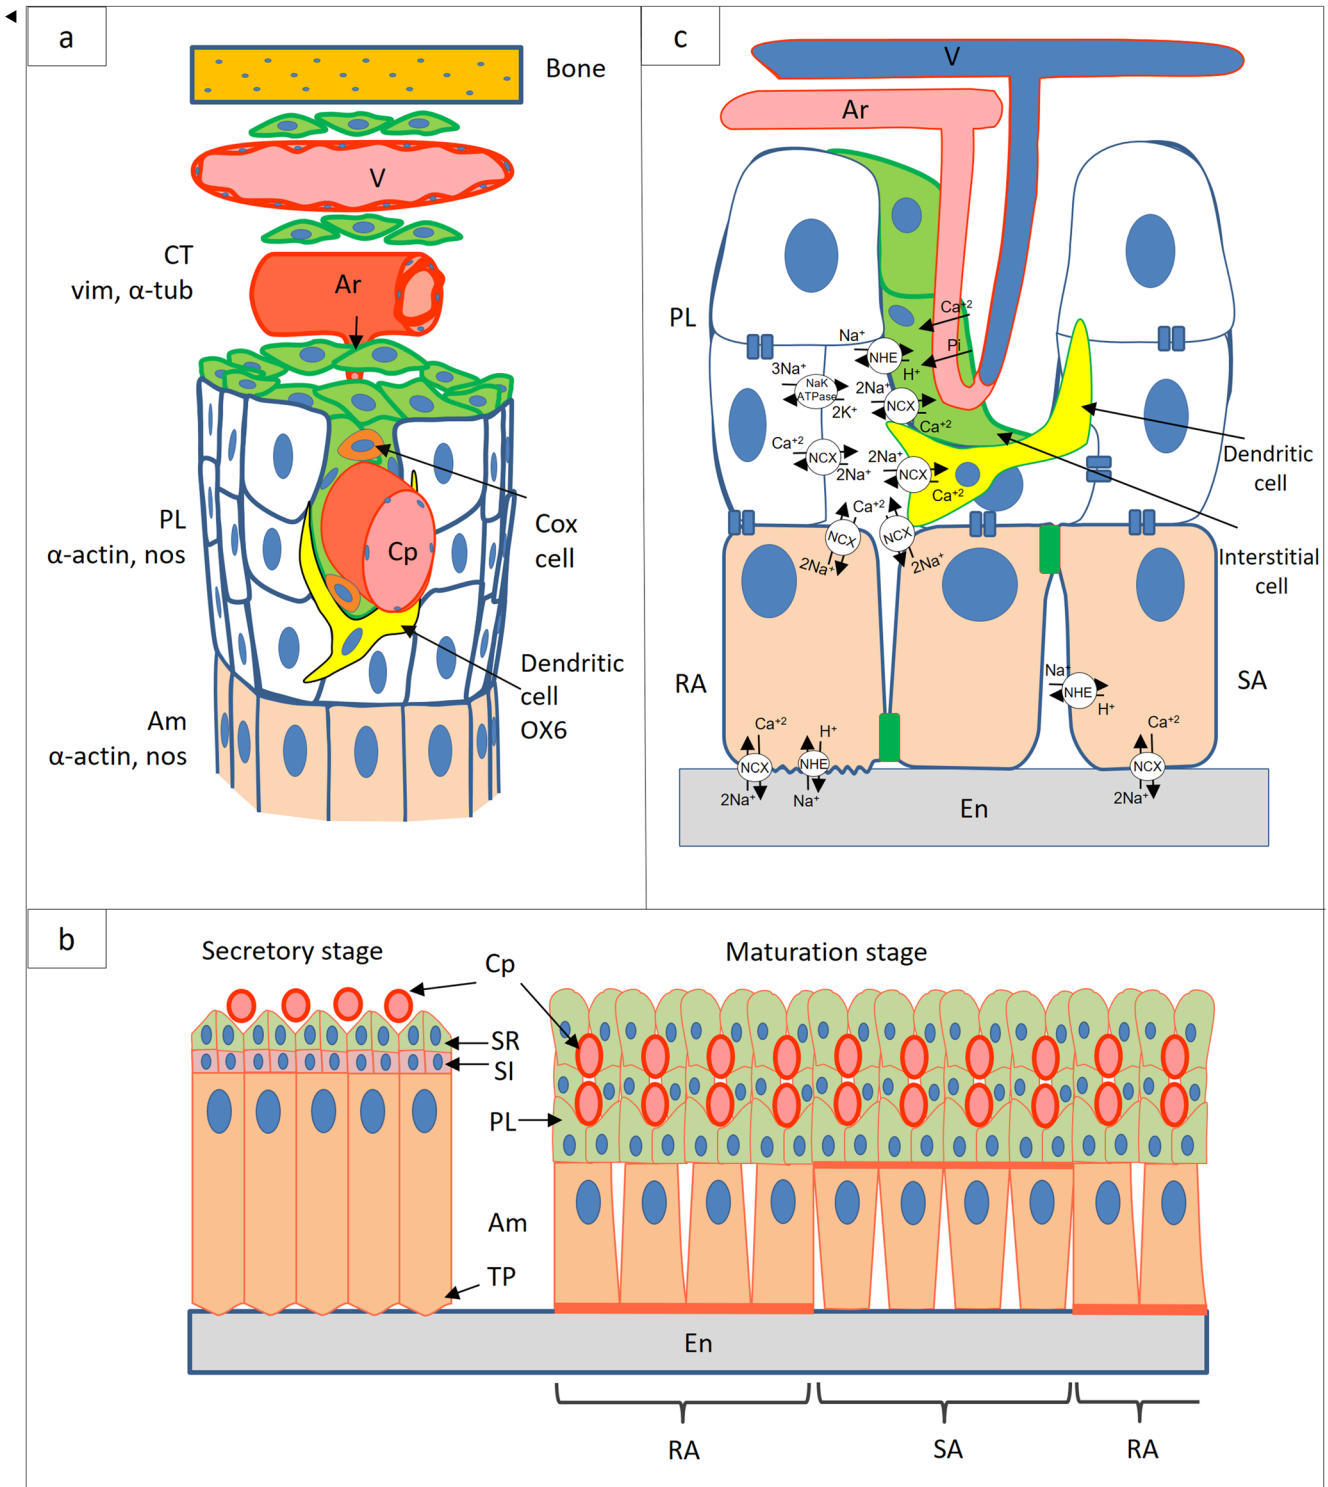 a
Bone
V
CT
vim, α-tub
Ar
PL
α-actin, nos
Cp
Cox
cell
Dendritic
cell
OX6
Am
α-actin, nos
c
V
Ar
PL
Ca⁺²
Pi
Na⁺
NHE
H⁺
3Na⁺
NaK
ATPase
2K⁺
2Na⁺
NCX
Ca⁺²
Ca⁺²
NCX
2Na⁺
2Na⁺
NCX
Ca⁺²
Ca⁺²
NCX
2Na⁺
NCX
2Na⁺
Dendritic
cell
Interstitial
cell
RA
SA
Na⁺
NHE
H⁺
Ca⁺²
NCX
2Na⁺
H⁺
NHE
Na⁺
Ca⁺²
NCX
2Na⁺
En
b
Secretory stage
Maturation stage
Cp
SR
SI
PL
Am
TP
En
RA
SA
RA